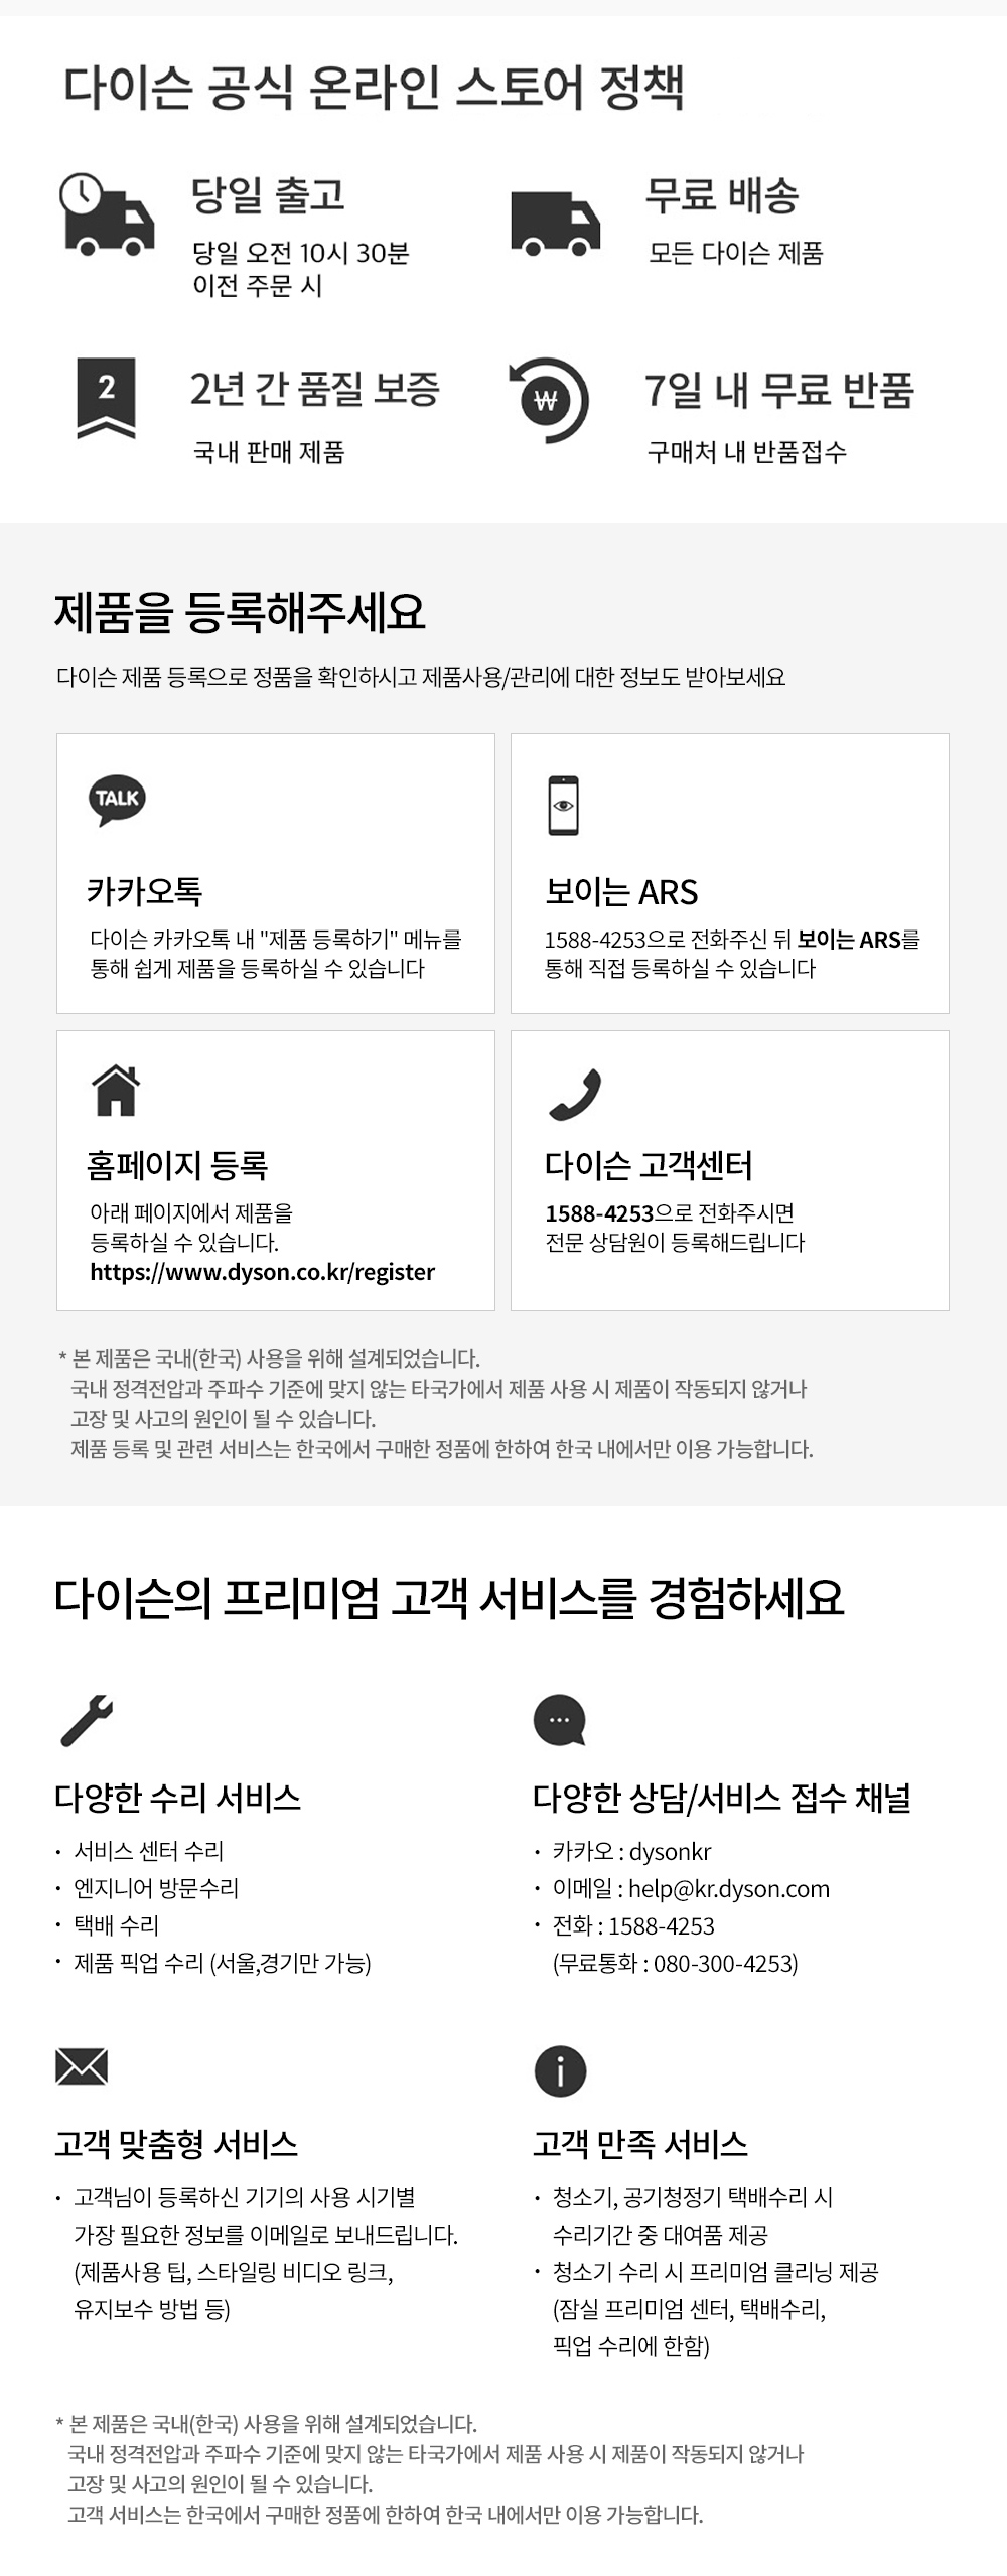 다이슨 공식 온라인 스토어 정책
당일 출고
당일 오전 10시 30분
이전 주문 시
무료 배송
모든 다이슨 제품
2
2년 간 품질 보증
국내 판매 제품
₩
7일 내 무료 반품
구매처 내 반품접수
제품을 등록해주세요
다이슨 제품 등록으로 정품을 확인하시고 제품사용/관리에 대한 정보도 받아보세요
TALK
카카오톡
다이슨 카카오톡 내 "제품 등록하기" 메뉴를
통해 쉽게 제품을 등록하실 수 있습니다
보이는 ARS
1588-4253으로 전화주신 뒤 보이는 ARS를
통해 직접 등록하실 수 있습니다
홈페이지 등록
아래 페이지에서 제품을
등록하실 수 있습니다.
https://www.dyson.co.kr/register
다이슨 고객센터
1588-4253으로 전화주시면
전문 상담원이 등록해드립니다
* 본 제품은 국내(한국) 사용을 위해 설계되었습니다.
국내 정격전압과 주파수 기준에 맞지 않는 타국가에서 제품 사용 시 제품이 작동되지 않거나
고장 및 사고의 원인이 될 수 있습니다.
제품 등록 및 관련 서비스는 한국에서 구매한 정품에 한하여 한국 내에서만 이용 가능합니다.
다이슨의 프리미엄 고객 서비스를 경험하세요
다양한 수리 서비스
· 서비스 센터 수리
· 엔지니어 방문수리
· 택배 수리
· 제품 픽업 수리 (서울,경기만 가능)
다양한 상담/서비스 접수 채널
· 카카오 : dysonkr
· 이메일 : help@kr.dyson.com
· 전화 : 1588-4253
(무료통화 : 080-300-4253)
고객 맞춤형 서비스
· 고객님이 등록하신 기기의 사용 시기별
가장 필요한 정보를 이메일로 보내드립니다.
(제품사용 팁, 스타일링 비디오 링크,
유지보수 방법 등)
i
고객 만족 서비스
· 청소기, 공기청정기 택배수리 시
수리기간 중 대여품 제공
· 청소기 수리 시 프리미엄 클리닝 제공
(잠실 프리미엄 센터, 택배수리,
픽업 수리에 한함)
* 본 제품은 국내(한국) 사용을 위해 설계되었습니다.
국내 정격전압과 주파수 기준에 맞지 않는 타국가에서 제품 사용 시 제품이 작동되지 않거나
고장 및 사고의 원인이 될 수 있습니다.
고객 서비스는 한국에서 구매한 정품에 한하여 한국 내에서만 이용 가능합니다.